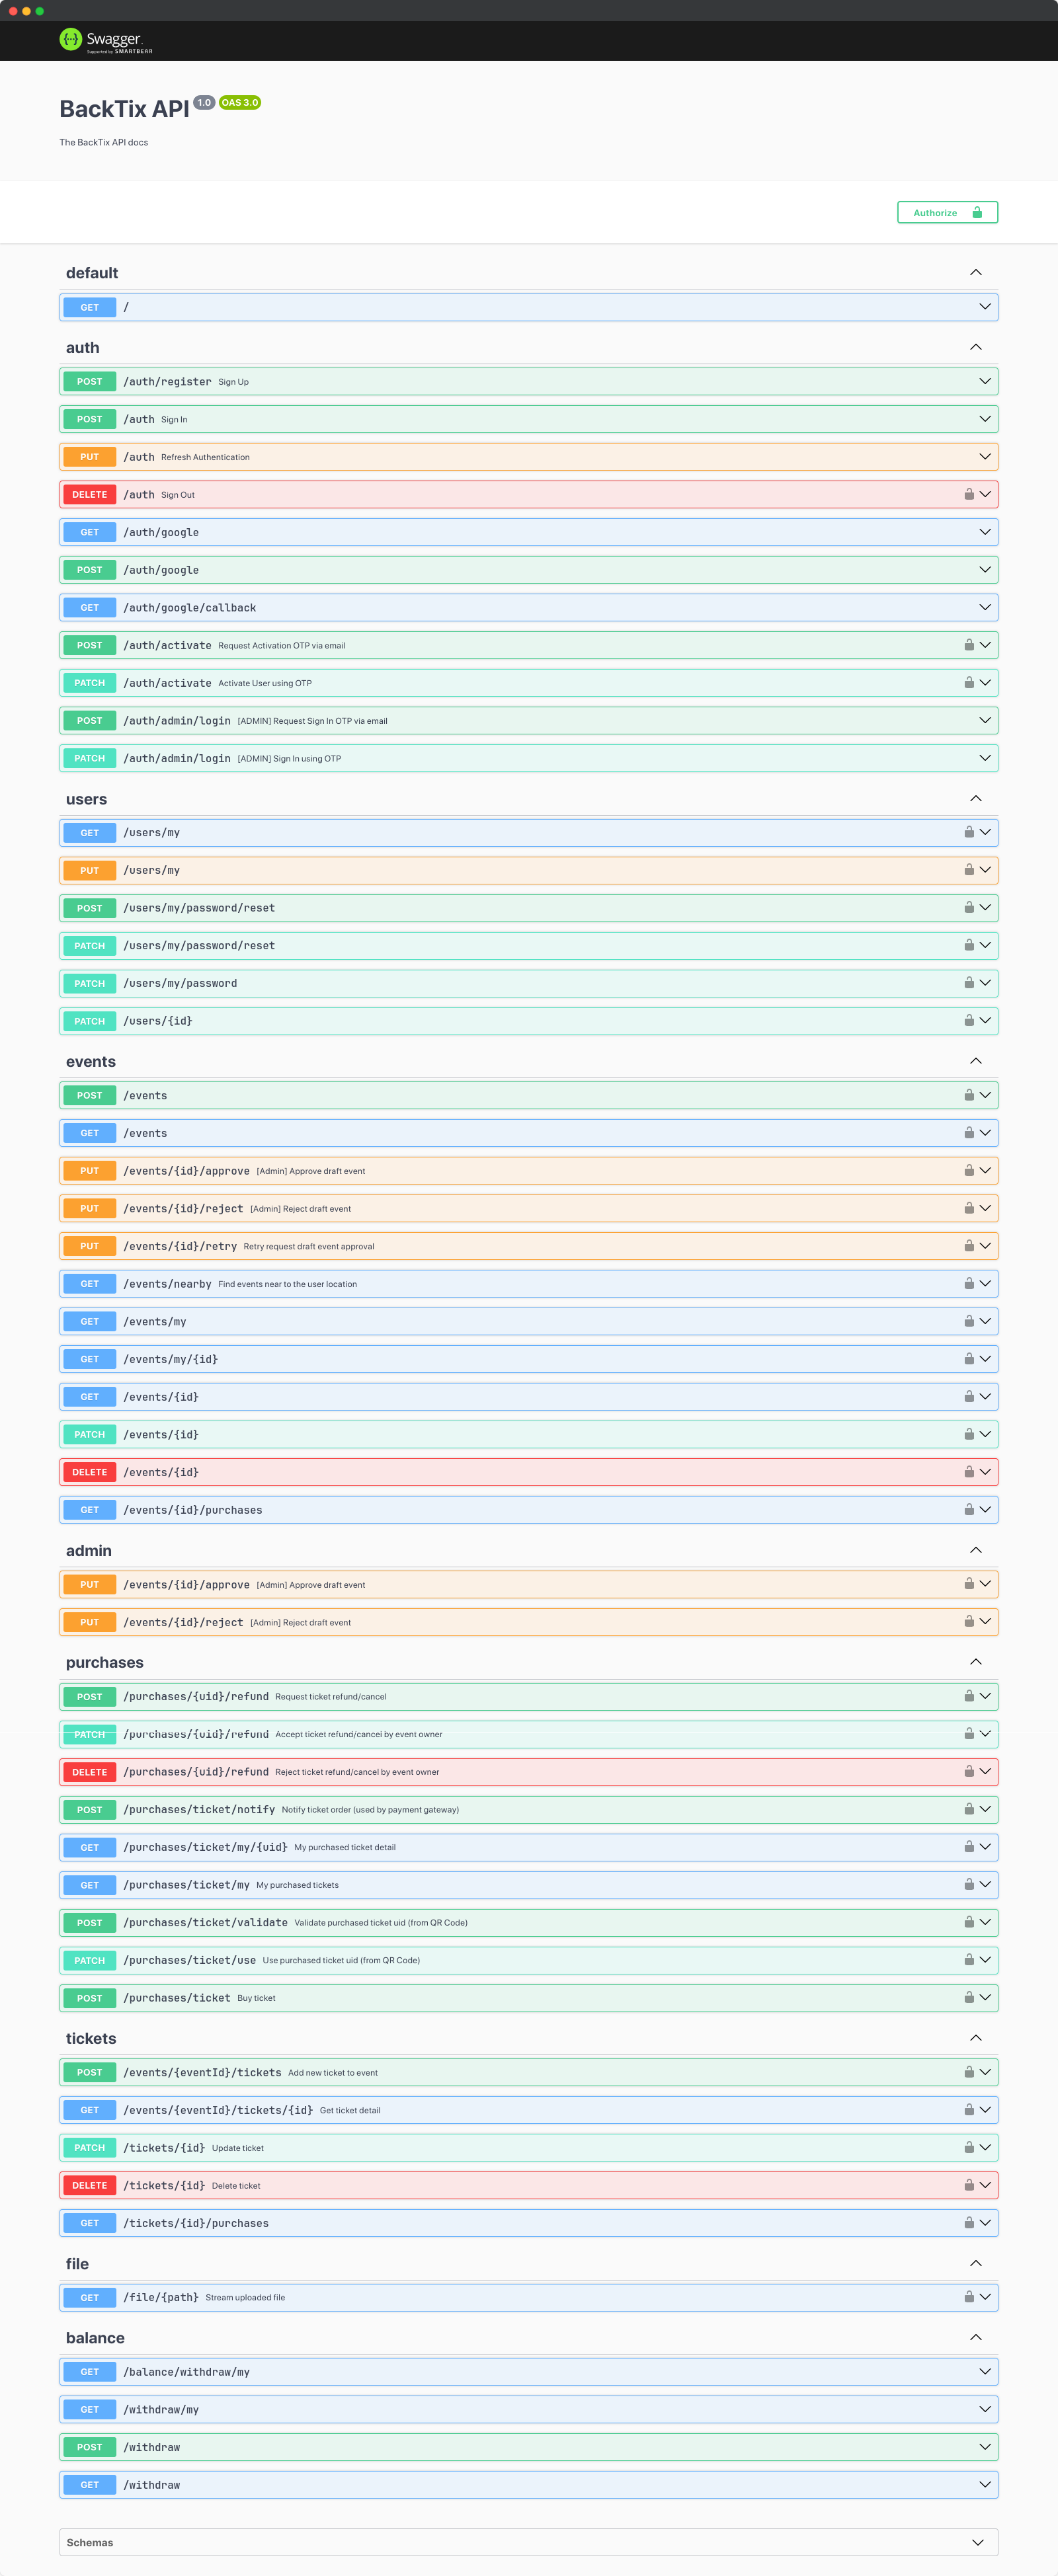 Swagger.
Supported by SMARTBEAR
BackTix API 1.0 OAS 3.0
The BackTix API docs
Authorize
default
GET /
auth
POST /auth/register Sign Up
POST /auth Sign In
PUT /auth Refresh Authentication
DELETE /auth Sign Out
GET /auth/google
POST /auth/google
GET /auth/google/callback
POST /auth/activate Request Activation OTP via email
PATCH /auth/activate Activate User using OTP
POST /auth/admin/login [ADMIN] Request Sign In OTP via email
PATCH /auth/admin/login [ADMIN] Sign In using OTP
users
GET /users/my
PUT /users/my
POST /users/my/password/reset
PATCH /users/my/password/reset
PATCH /users/my/password
PATCH /users/{id}
events
POST /events
GET /events
PUT /events/{id}/approve [Admin] Approve draft event
PUT /events/{id}/reject [Admin] Reject draft event
PUT /events/{id}/retry Retry request draft event approval
GET /events/nearby Find events near to the user location
GET /events/my
GET /events/my/{id}
GET /events/{id}
PATCH /events/{id}
DELETE /events/{id}
GET /events/{id}/purchases
admin
PUT /events/{id}/approve [Admin] Approve draft event
PUT /events/{id}/reject [Admin] Reject draft event
purchases
POST /purchases/{uid}/refund Request ticket refund/cancel
PATCH /purchases/{uid}/refund Accept ticket refund/cancel by event owner
DELETE /purchases/{uid}/refund Reject ticket refund/cancel by event owner
POST /purchases/ticket/notify Notify ticket order (used by payment gateway)
GET /purchases/ticket/my/{uid} My purchased ticket detail
GET /purchases/ticket/my My purchased tickets
POST /purchases/ticket/validate Validate purchased ticket uid (from QR Code)
PATCH /purchases/ticket/use Use purchased ticket uid (from QR Code)
POST /purchases/ticket Buy ticket
tickets
POST /events/{eventId}/tickets Add new ticket to event
GET /events/{eventId}/tickets/{id} Get ticket detail
PATCH /tickets/{id} Update ticket
DELETE /tickets/{id} Delete ticket
GET /tickets/{id}/purchases
file
GET /file/{path} Stream uploaded file
balance
GET /balance/withdraw/my
GET /withdraw/my
POST /withdraw
GET /withdraw
Schemas